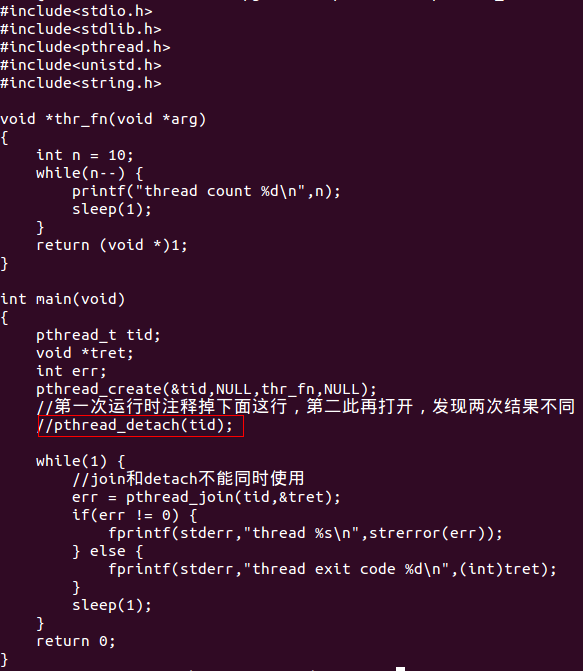 #include<stdio.h>
#include<stdlib.h>
#include<pthread.h>
#include<unistd.h>
#include<string.h>
void *thr_fn(void *arg)
{
int n = 10;
while(n--) {
printf("thread count %d\n",n);
sleep(1);
}
return (void *)1;
}
int main(void)
{
pthread_t tid;
void *tret;
int err;
pthread_create(&tid,NULL,thr_fn,NULL);
//第一次运行时注释掉下面这行，第二此再打开，发现两次结果不同
//pthread_detach(tid);
while(1) {
//join和detach不能同时使用
err = pthread_join(tid,&tret);
if(err != 0) {
fprintf(stderr,"thread %s\n",strerror(err));
} else {
fprintf(stderr,"thread exit code %d\n",(int)tret);
}
sleep(1);
}
return 0;
}